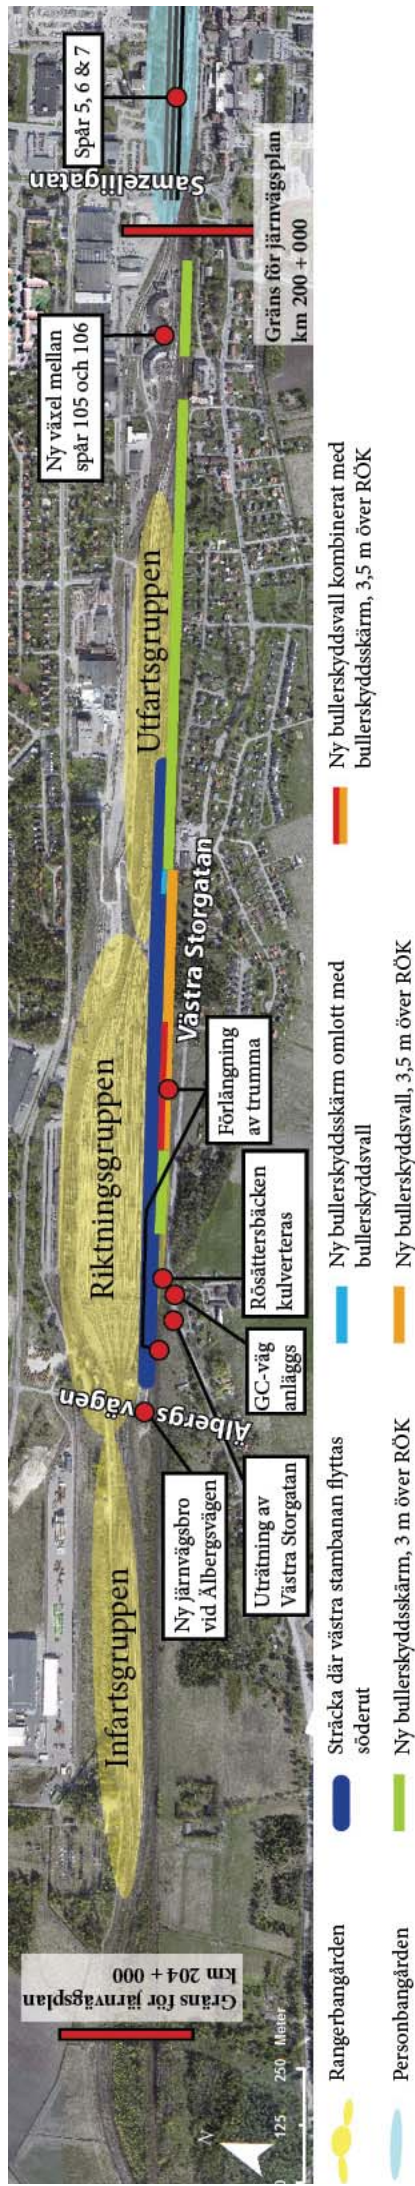 Gräns för järnvägsplan
km 204 + 000
Infartsgruppen
Älbergsvägen
Riktningsgruppen
Utfartsgruppen
Ny växel mellan
spår 105 och 106
Samzeliigatan
Spår 5, 6 & 7
Gräns för järnvägsplan
km 200 + 000
Västra Storgatan
Ny järnvägsbro
vid Älbergsvägen
Uträtning av
Västra Storgatan
GC-väg
anläggs
Rösättersbäcken
kulverteras
Förlängning
av trumma
N
0 125 250 Meter
Rangerbangården
Personbangården
Sträcka där västra stambanan flyttas
söderut
Ny bullerskyddsskärm, 3 m över RÖK
Ny bullerskyddsskärm omlott med
bullerskyddsvall
Ny bullerskyddsvall, 3,5 m över RÖK
Ny bullerskyddsvall kombinerat med
bullerskyddsskärm, 3,5 m över RÖK